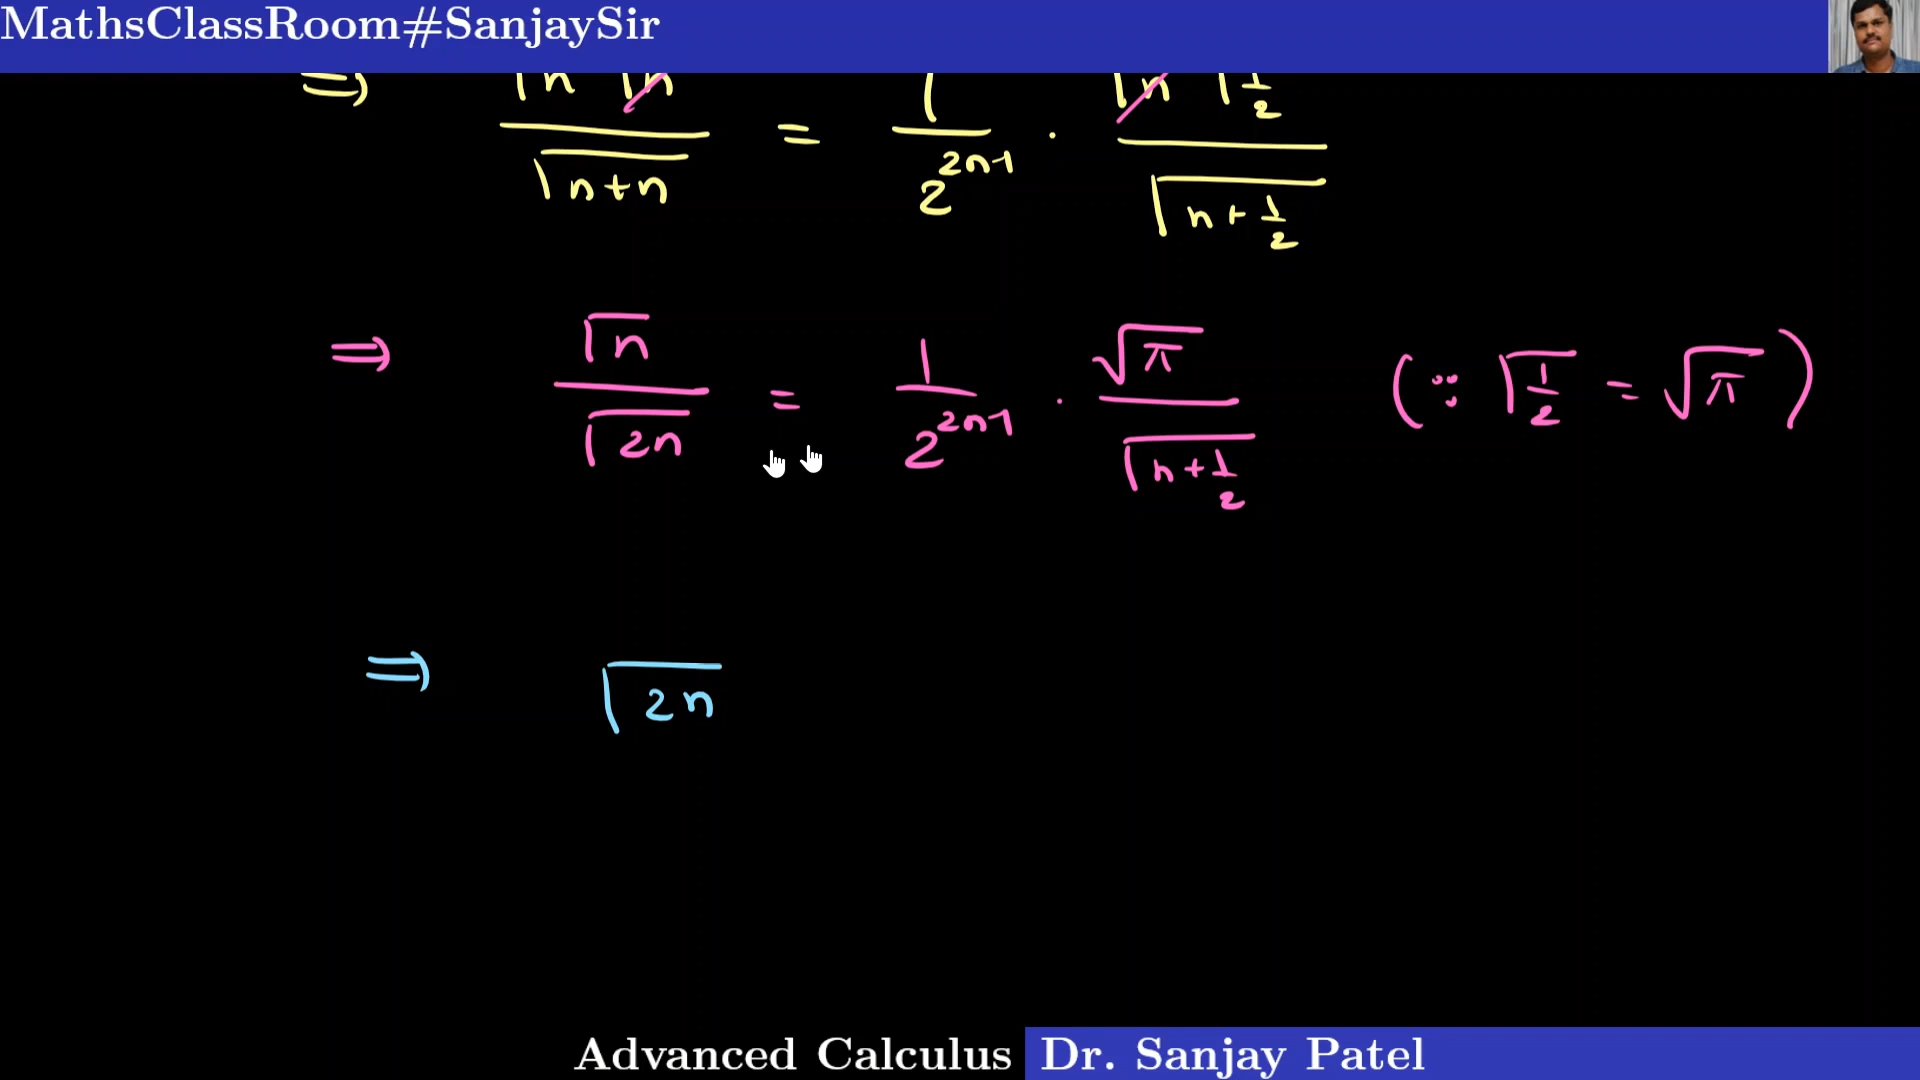 MathsClassRoom#SanjaySir
⇒ Γn Γn / Γn+n = 1 / 2^{2n-1} · Γn Γ1/2 / Γn+1/2
⇒ Γn / Γ2n = 1 / 2^{2n-1} · √π / Γn+1/2 (∵ Γ1/2 = √π)
⇒ Γ2n
Advanced Calculus Dr. Sanjay Patel